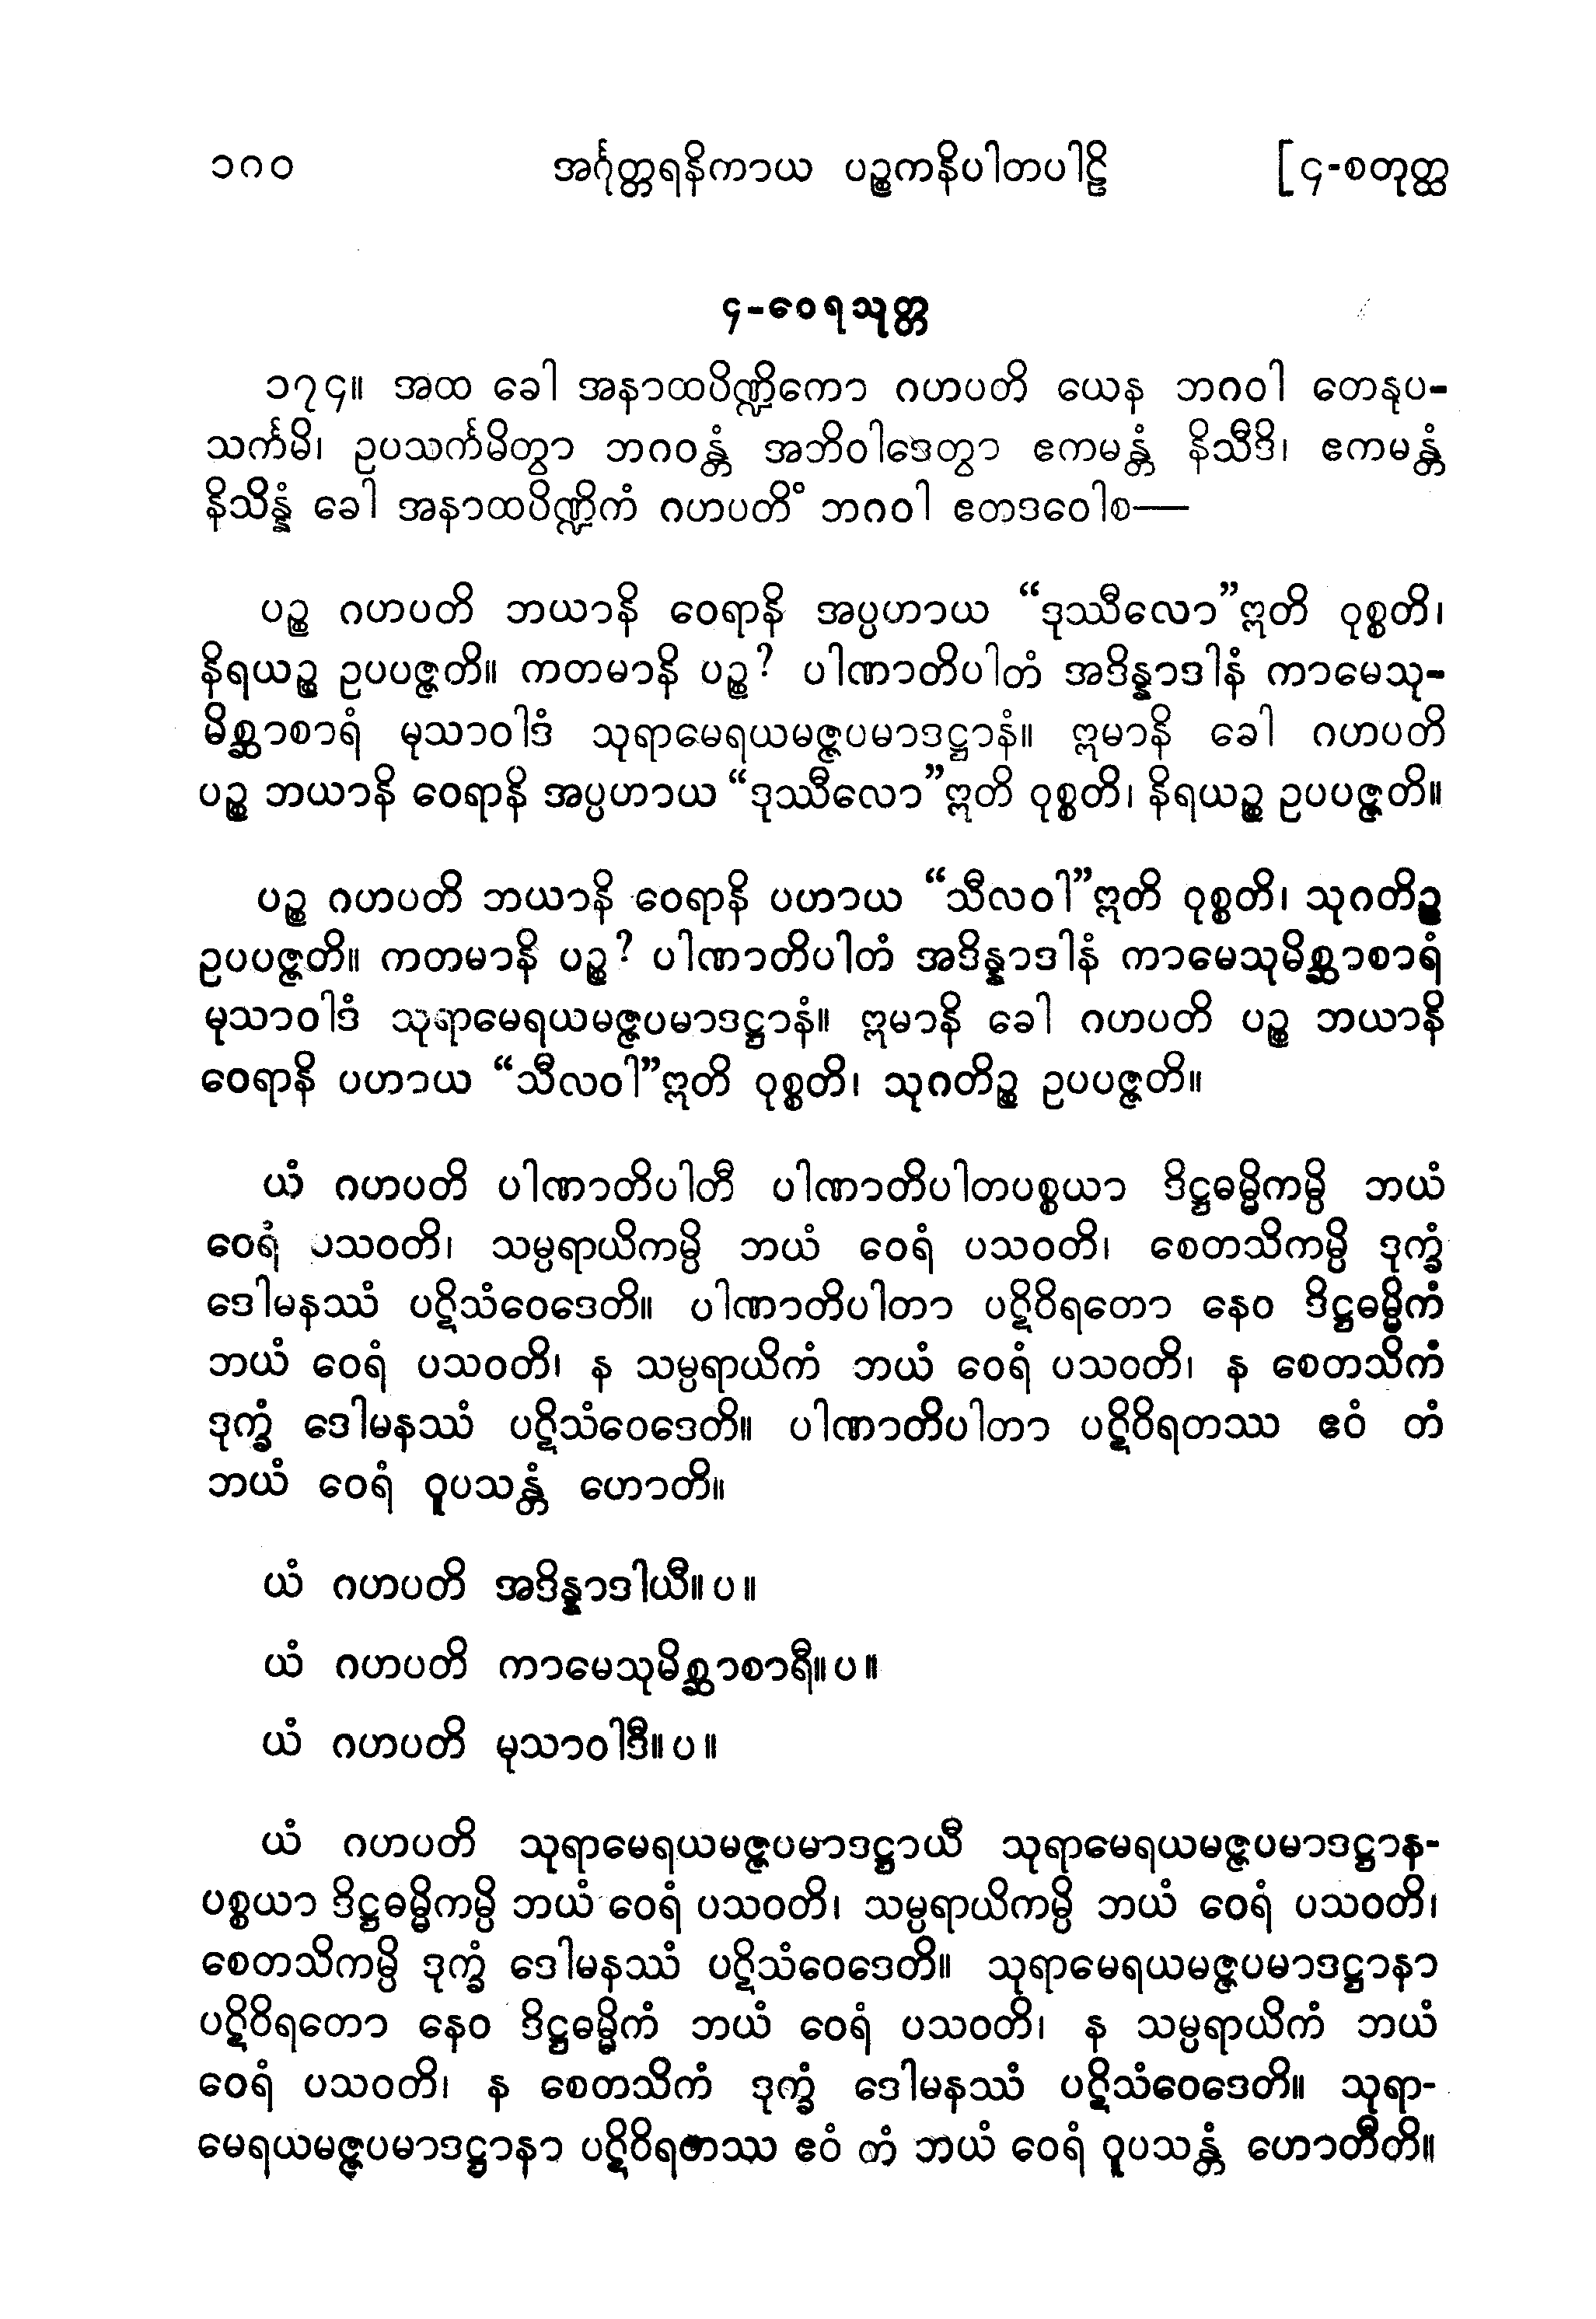 ၁၈၀ အင်္ဂုတ္တရနိကာယ ပဉ္စကနိပါတပါဠိ [၄-စတုတ္ထ
၄-ဝေရသုတ္တ
၁၇၄။ အထ ခေါ အနာထပိဏ္ဍိကော ဂဟပတိ ယေန ဘဂဝါ တေနုပ-
သင်္ကမိ၊ ဥပသင်္ကမိတွာ ဘဂဝန္တံ အဘိဝါဒေတွာ ဧကမန္တံ နိသီဒိ၊ ဧကမန္တံ
နိသိန္နံ ခေါ အနာထပိဏ္ဍိကံ ဂဟပတိံ ဘဂဝါ ဧတဒဝေါစ—
ပဉ္စ ဂဟပတိ ဘယာနိ ဝေရာနိ အပ္ပဟာယ “ဒုဿီလော”ဣတိ ဝုစ္စတိ၊
နိရယဉ္စ ဥပပဇ္ဇတိ။ ကတမာနိ ပဉ္စ? ပါဏာတိပါတံ အဒိန္နာဒါနံ ကာမေသု-
မိစ္ဆာစာရံ မုသာဝါဒံ သုရာမေရယမဇ္ဇပမာဒဋ္ဌာနံ။ ဣမာနိ ခေါ ဂဟပတိ
ပဉ္စ ဘယာနိ ဝေရာနိ အပ္ပဟာယ “ဒုဿီလော”ဣတိ ဝုစ္စတိ၊ နိရယဉ္စ ဥပပဇ္ဇတိ။
ပဉ္စ ဂဟပတိ ဘယာနိ ဝေရာနိ ပဟာယ “သီလဝါ”ဣတိ ဝုစ္စတိ၊ သုဂတိဉ္စ
ဥပပဇ္ဇတိ။ ကတမာနိ ပဉ္စ? ပါဏာတိပါတံ အဒိန္နာဒါနံ ကာမေသုမိစ္ဆာစာရံ
မုသာဝါဒံ သုရာမေရယမဇ္ဇပမာဒဋ္ဌာနံ။ ဣမာနိ ခေါ ဂဟပတိ ပဉ္စ ဘယာနိ
ဝေရာနိ ပဟာယ “သီလဝါ”ဣတိ ဝုစ္စတိ၊ သုဂတိဉ္စ ဥပပဇ္ဇတိ။
ယံ ဂဟပတိ ပါဏာတိပါတီ ပါဏာတိပါတပစ္စယာ ဒိဋ္ဌဓမ္မိကမ္ပိ ဘယံ
ဝေရံ ပသဝတိ၊ သမ္ပရာယိကမ္ပိ ဘယံ ဝေရံ ပသဝတိ၊ စေတသိကမ္ပိ ဒုက္ခံ
ဒေါမနဿံ ပဋိသံဝေဒေတိ။ ပါဏာတိပါတာ ပဋိဝိရတော နေဝ ဒိဋ္ဌဓမ္မိကံ
ဘယံ ဝေရံ ပသဝတိ၊ န သမ္ပရာယိကံ ဘယံ ဝေရံ ပသဝတိ၊ န စေတသိကံ
ဒုက္ခံ ဒေါမနဿံ ပဋိသံဝေဒေတိ။ ပါဏာတိပါတာ ပဋိဝိရတဿ ဧဝံ တံ
ဘယံ ဝေရံ ဝူပသန္တံ ဟောတိ။
ယံ ဂဟပတိ အဒိန္နာဒါယီ။ပ။
ယံ ဂဟပတိ ကာမေသုမိစ္ဆာစာရီ။ပ။
ယံ ဂဟပတိ မုသာဝါဒီ။ပ။
ယံ ဂဟပတိ သုရာမေရယမဇ္ဇပမာဒဋ္ဌာယီ သုရာမေရယမဇ္ဇပမာဒဋ္ဌာန-
ပစ္စယာ ဒိဋ္ဌဓမ္မိကမ္ပိ ဘယံ ဝေရံ ပသဝတိ၊ သမ္ပရာယိကမ္ပိ ဘယံ ဝေရံ ပသဝတိ၊
စေတသိကမ္ပိ ဒုက္ခံ ဒေါမနဿံ ပဋိသံဝေဒေတိ။ သုရာမေရယမဇ္ဇပမာဒဋ္ဌာနာ
ပဋိဝိရတော နေဝ ဒိဋ္ဌဓမ္မိကံ ဘယံ ဝေရံ ပသဝတိ၊ န သမ္ပရာယိကံ ဘယံ
ဝေရံ ပသဝတိ၊ န စေတသိကံ ဒုက္ခံ ဒေါမနဿံ ပဋိသံဝေဒေတိ။ သုရာ-
မေရယမဇ္ဇပမာဒဋ္ဌာနာ ပဋိဝိရတဿ ဧဝံ တံ ဘယံ ဝေရံ ဝူပသန္တံ ဟောတီတိ။